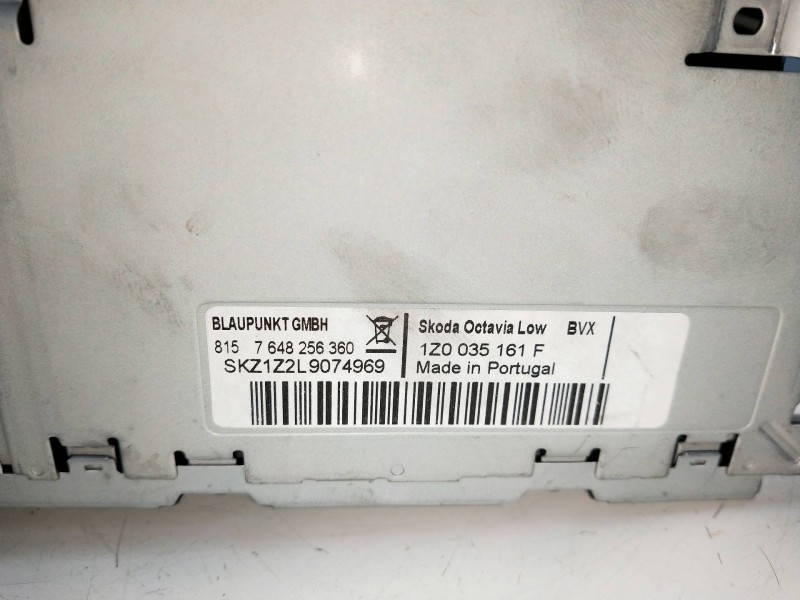 BLAUPUNKT GMBH
815 7 648 256 360
SKZ1Z2L9074969
Skoda Octavia Low BVX
1Z0 035 161 F
Made in Portugal